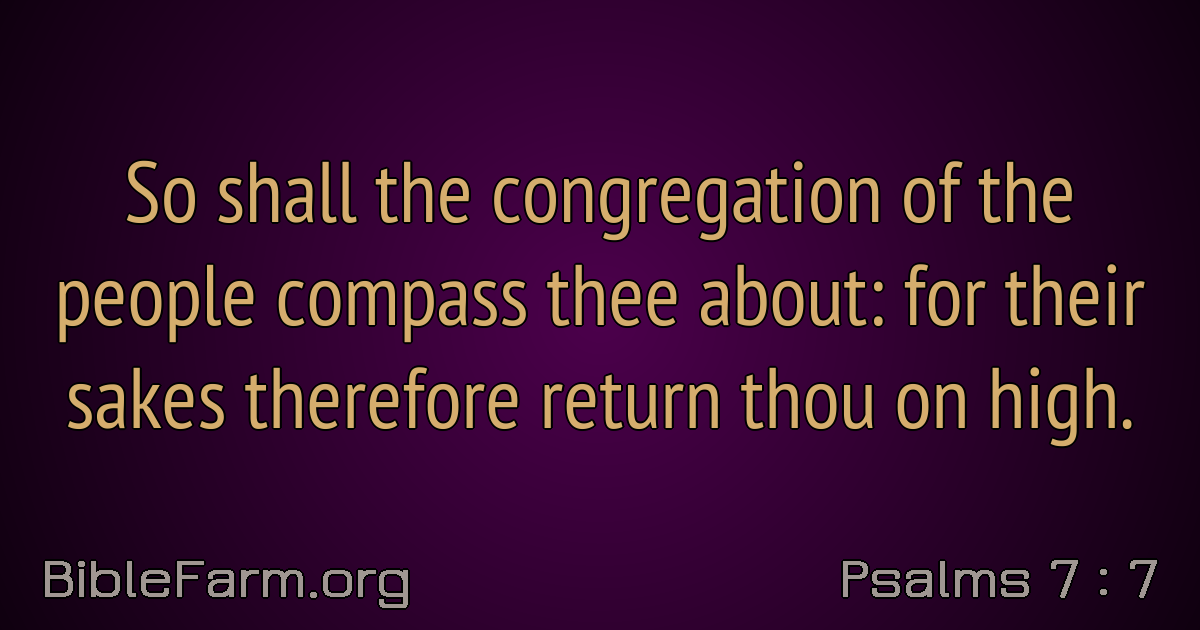 So shall the congregation of the
people compass thee about: for their
sakes therefore return thou on high.
BibleFarm.org
Psalms 7 : 7